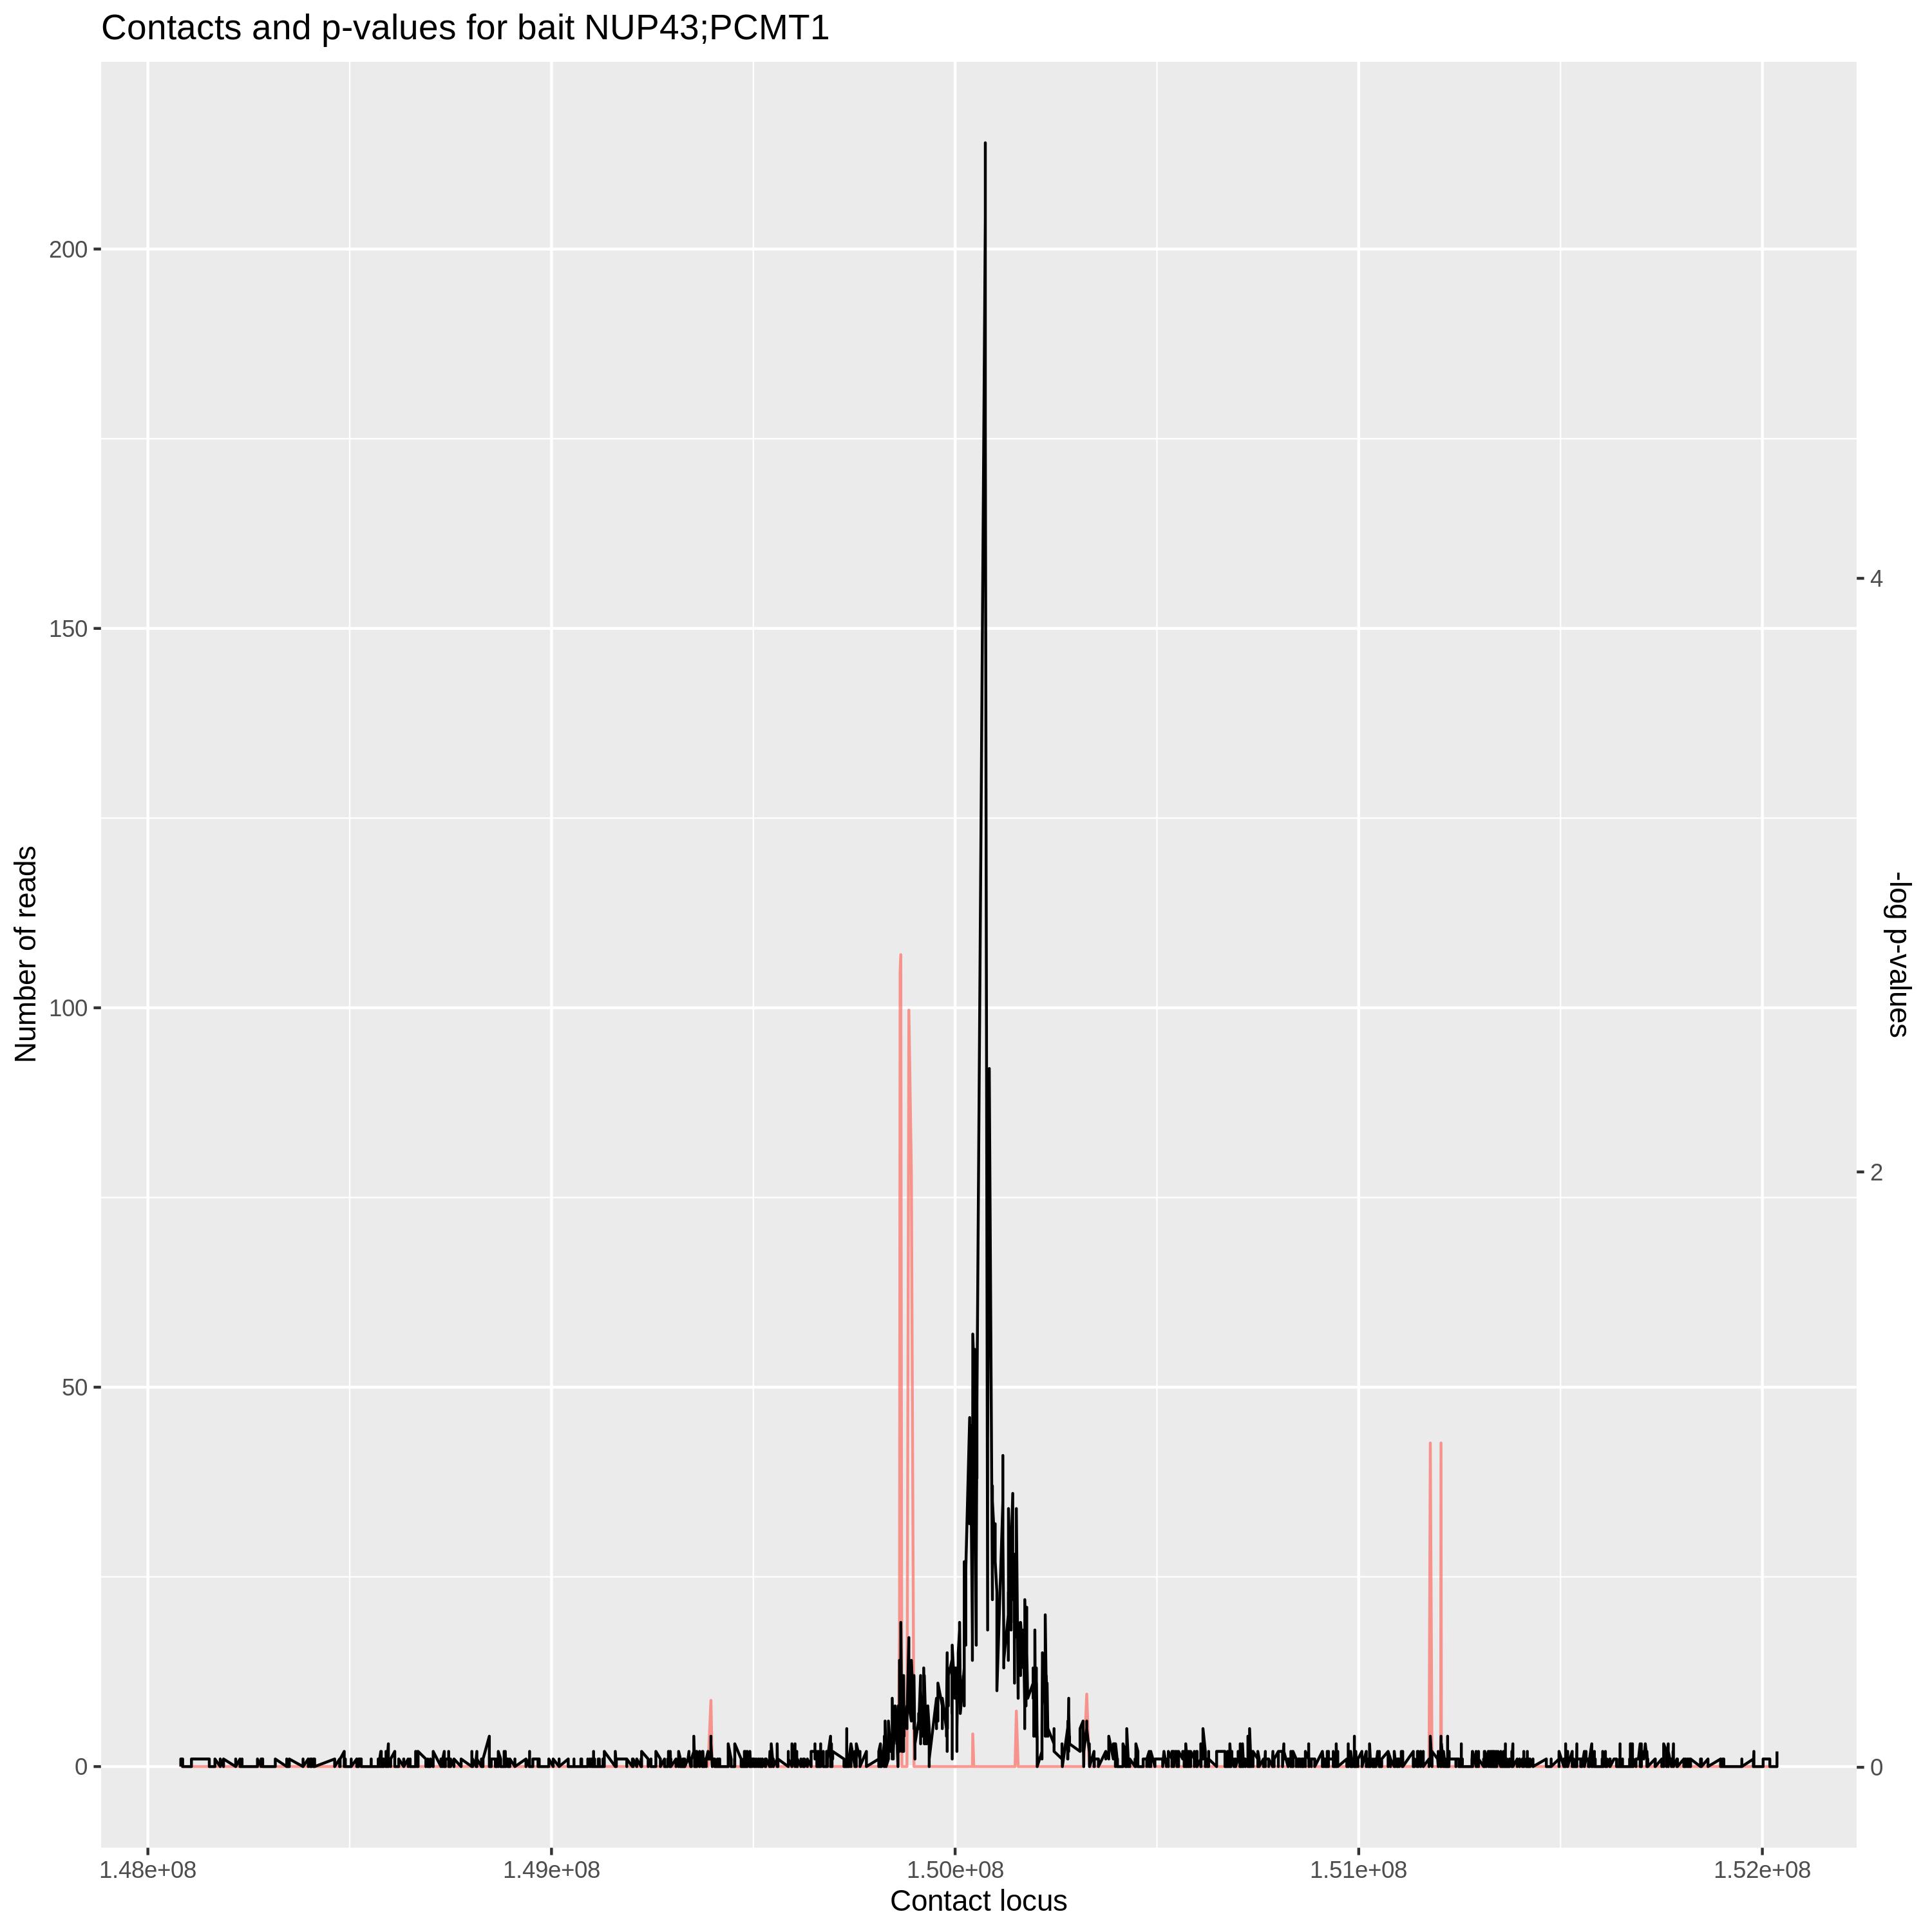 Contacts and p-values for bait NUP43;PCMT1
Number of reads
200
150
100
50
0
4
2
0
-log p-values
1.48e+08
1.49e+08
1.50e+08
1.51e+08
1.52e+08
Contact locus